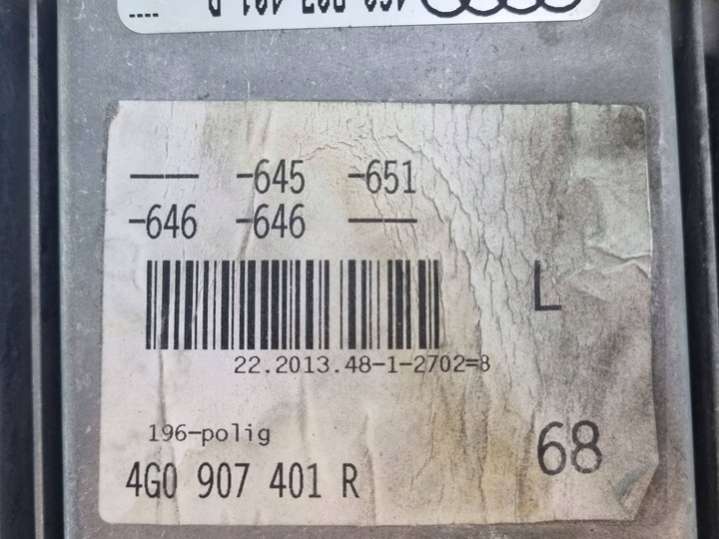 —— -645 -651
-646 -646 ——
L
22.2013.48-1-2702=8
196-polig
68
4G0 907 401 R